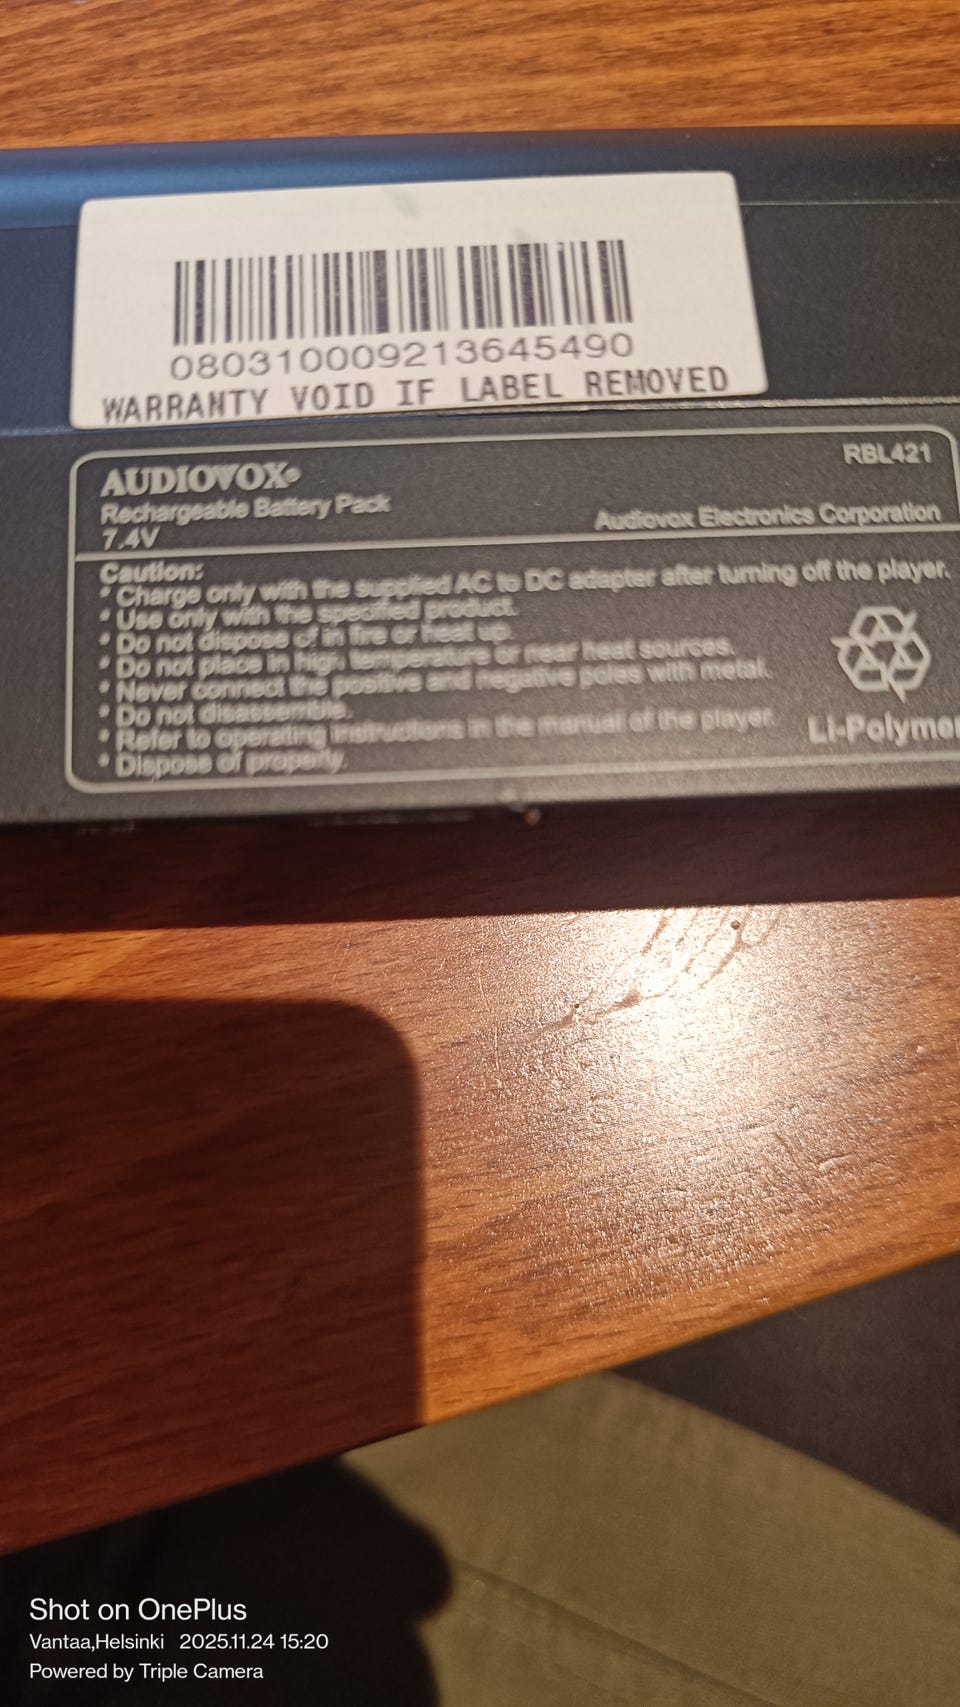 080310009213645490
WARRANTY VOID IF LABEL REMOVED
AUDIOVOX®
RBL421
Rechargeable Battery Pack
7.4V
Audiovox Electronics Corporation
Caution:
* Charge only with the supplied AC to DC adapter after turning off the player.
* Use only with the specified product.
* Do not dispose of in fire or heat up.
* Do not place in high temperature or near heat sources.
* Never connect the positive and negative poles with metal.
* Do not disassemble.
* Refer to operating instructions in the manual of the player.
* Dispose of properly.
Li-Polymer
Shot on OnePlus
Vantaa,Helsinki 2025.11.24 15:20
Powered by Triple Camera